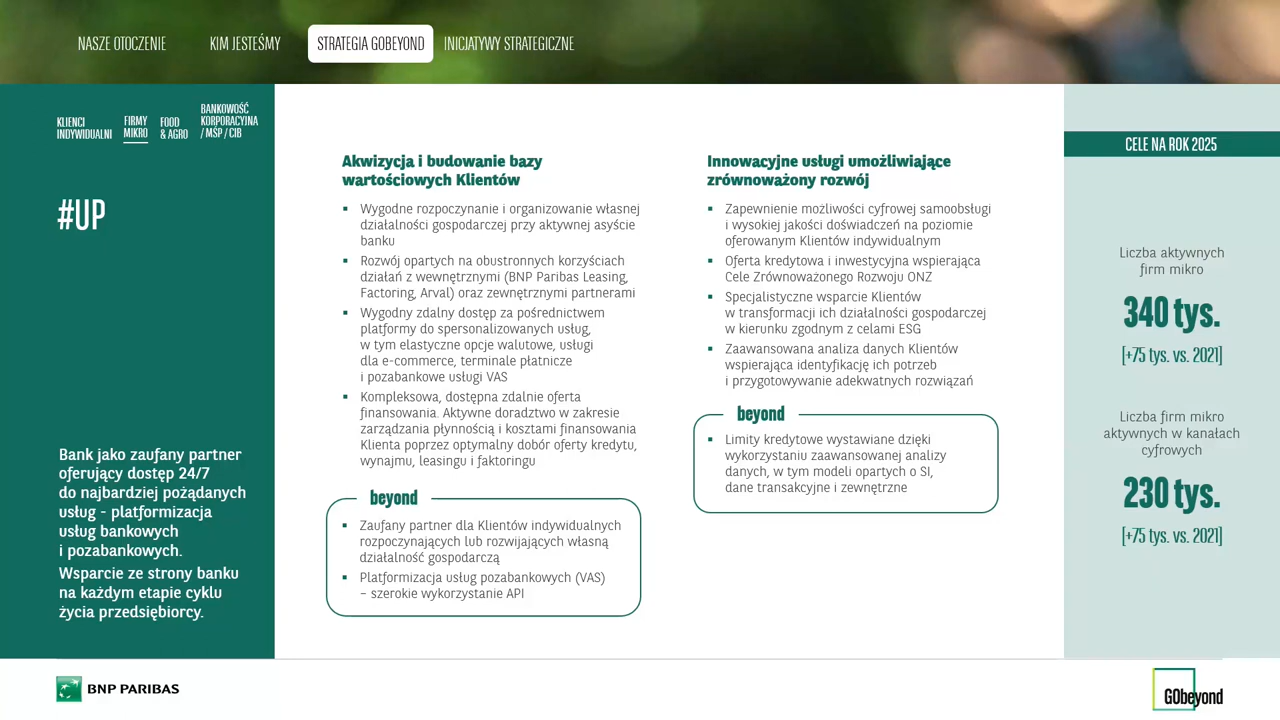 NASZE OTOCZENIE
KIM JESTEŚMY
STRATEGIA GOBEYOND
INICJATYWY STRATEGICZNE
KLIENCI
INDYWIDUALNI
FIRMY
MIKRO
FOOD
& AGRO
BANKOWOŚĆ
KORPORACYJNA
/ MŚP / CIB
#UP
Bank jako zaufany partner
oferujący dostęp 24/7
do najbardziej pożądanych
usług - platformizacja
usług bankowych
i pozabankowych.
Wsparcie ze strony banku
na każdym etapie cyklu
życia przedsiębiorcy.
Akwizycja i budowanie bazy
wartościowych Klientów
▪ Wygodne rozpoczynanie i organizowanie własnej
działalności gospodarczej przy aktywnej asyście
banku
▪ Rozwój opartych na obustronnych korzyściach
działań z wewnętrznymi (BNP Paribas Leasing,
Factoring, Arval) oraz zewnętrznymi partnerami
▪ Wygodny zdalny dostęp za pośrednictwem
platformy do spersonalizowanych usług,
w tym elastyczne opcje walutowe, usługi
dla e-commerce, terminale płatnicze
i pozabankowe usługi VAS
▪ Kompleksowa, dostępna zdalnie oferta
finansowania. Aktywne doradztwo w zakresie
zarządzania płynnością i kosztami finansowania
Klienta poprzez optymalny dobór oferty kredytu,
wynajmu, leasingu i faktoringu
beyond
▪ Zaufany partner dla Klientów indywidualnych
rozpoczynających lub rozwijających własną
działalność gospodarczą
▪ Platformizacja usług pozabankowych (VAS)
– szerokie wykorzystanie API
Innowacyjne usługi umożliwiające
zrównoważony rozwój
▪ Zapewnienie możliwości cyfrowej samoobsługi
i wysokiej jakości doświadczeń na poziomie
oferowanym Klientów indywidualnym
▪ Oferta kredytowa i inwestycyjna wspierająca
Cele Zrównoważonego Rozwoju ONZ
▪ Specjalistyczne wsparcie Klientów
w transformacji ich działalności gospodarczej
w kierunku zgodnym z celami ESG
▪ Zaawansowana analiza danych Klientów
wspierająca identyfikację ich potrzeb
i przygotowywanie adekwatnych rozwiązań
beyond
▪ Limity kredytowe wystawiane dzięki
wykorzystaniu zaawansowanej analizy
danych, w tym modeli opartych o SI,
dane transakcyjne i zewnętrzne
CELE NA ROK 2025
Liczba aktywnych
firm mikro
340 tys.
[+75 tys. vs. 2021]
Liczba firm mikro
aktywnych w kanałach
cyfrowych
230 tys.
[+75 tys. vs. 2021]
BNP PARIBAS
GObeyond